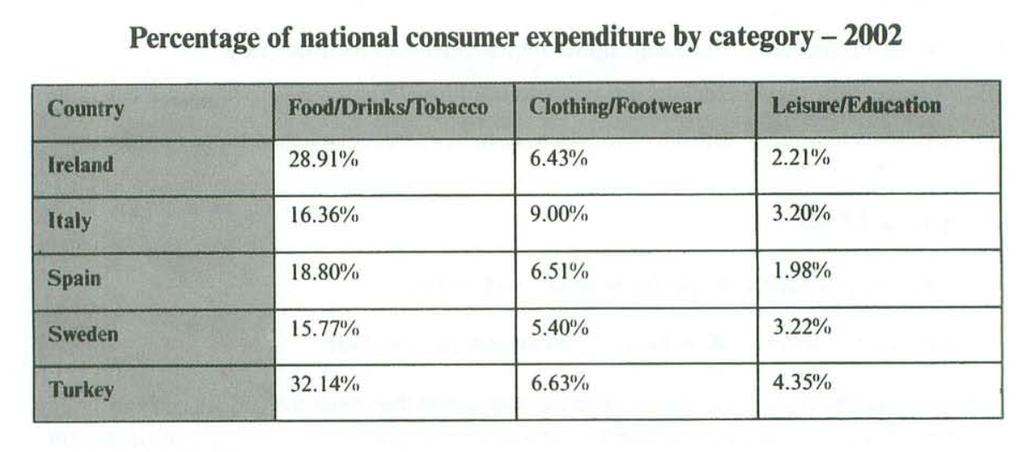 Percentage of national consumer expenditure by category – 2002
Country Food/Drinks/Tobacco Clothing/Footwear Leisure/Education
Ireland 28.91% 6.43% 2.21%
Italy 16.36% 9.00% 3.20%
Spain 18.80% 6.51% 1.98%
Sweden 15.77% 5.40% 3.22%
Turkey 32.14% 6.63% 4.35%